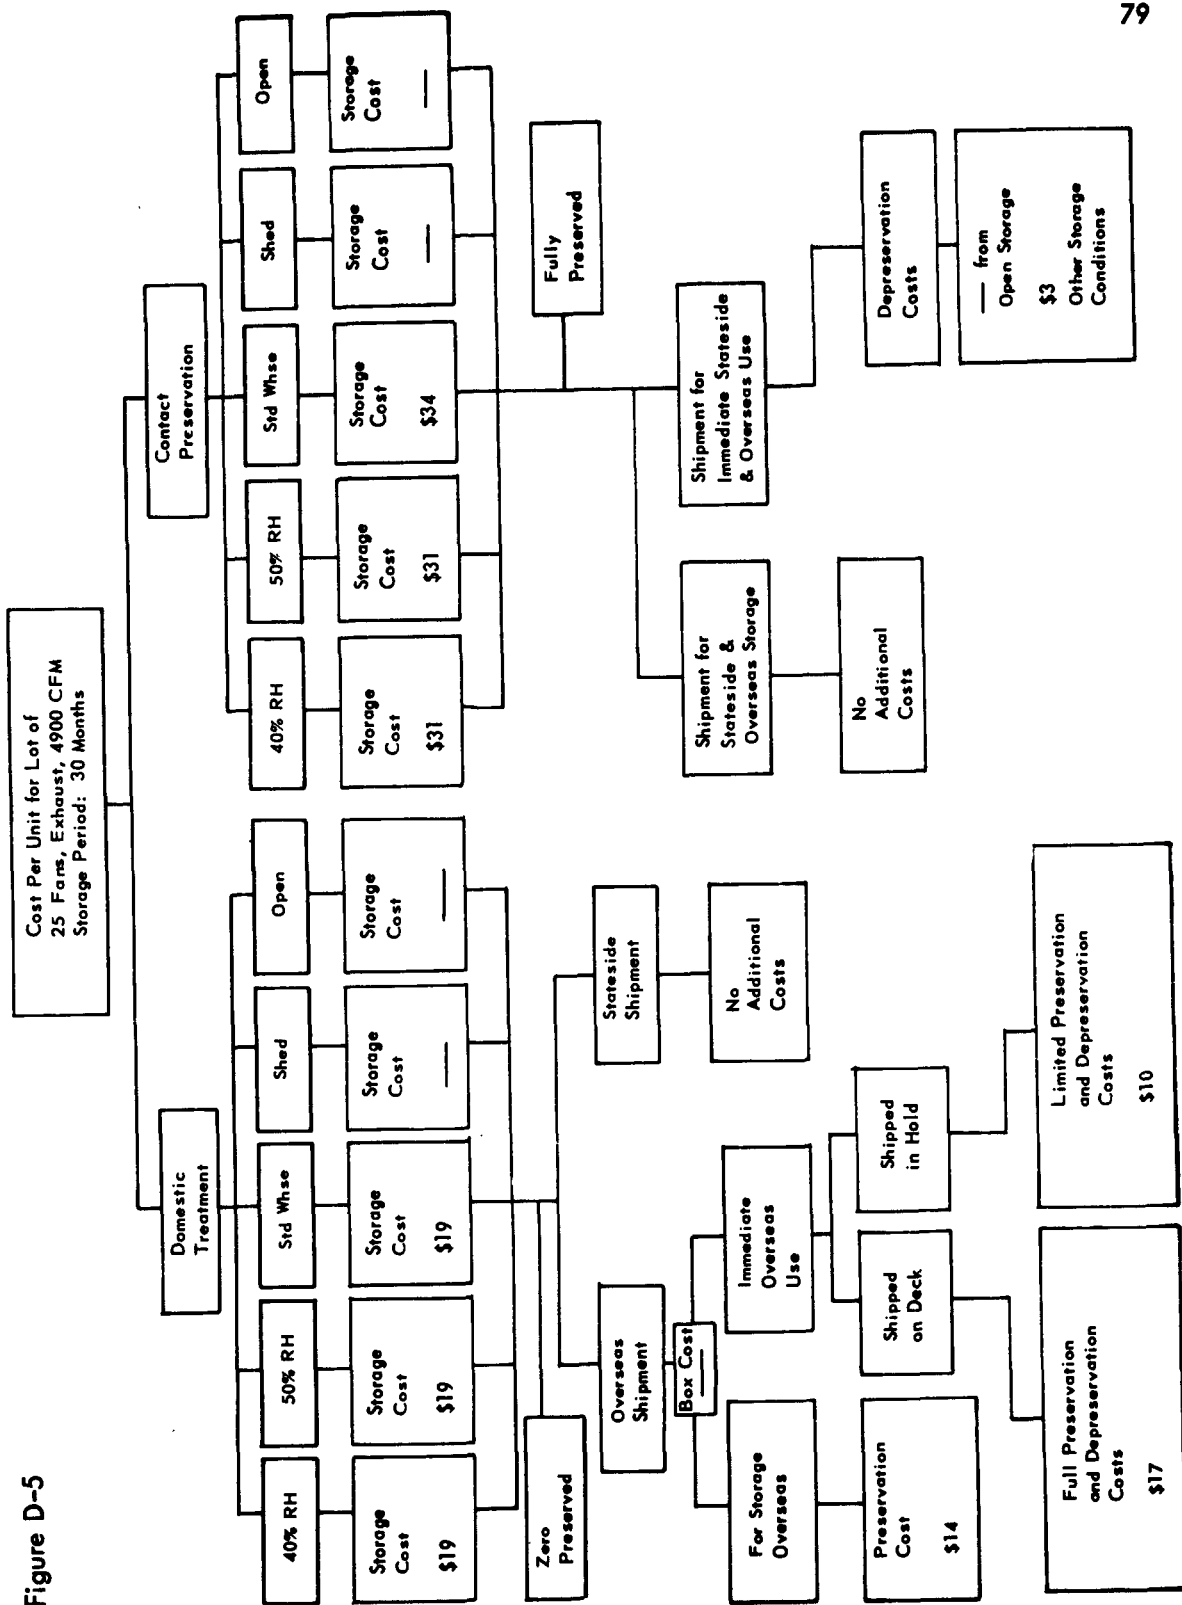 79
Figure D-5
Cost Per Unit for Lot of
25 Fans, Exhaust, 4900 CFM
Storage Period: 30 Months
Domestic
Treatment
Contact
Preservation
40% RH
50% RH
Std Whse
Shed
Open
40% RH
50% RH
Std Whse
Shed
Open
Storage
Cost
$19
Storage
Cost
$19
Storage
Cost
$19
Storage
Cost
—
Storage
Cost
—
Storage
Cost
$31
Storage
Cost
$31
Storage
Cost
$34
Storage
Cost
—
Storage
Cost
—
Zero
Preserved
Fully
Preserved
Overseas
Shipment
Stateside
Shipment
Box Cost
—
No
Additional
Costs
For Storage
Overseas
Immediate
Overseas
Use
Preservation
Cost
$14
Shipped
on Deck
Shipped
in Hold
Full Preservation
and Depreservation
Costs
$17
Limited Preservation
and Depreservation
Costs
$10
Shipment for
Stateside &
Overseas Storage
Shipment for
Immediate Stateside
& Overseas Use
No
Additional
Costs
Depreservation
Costs
— from
Open Storage
$3
Other Storage
Conditions